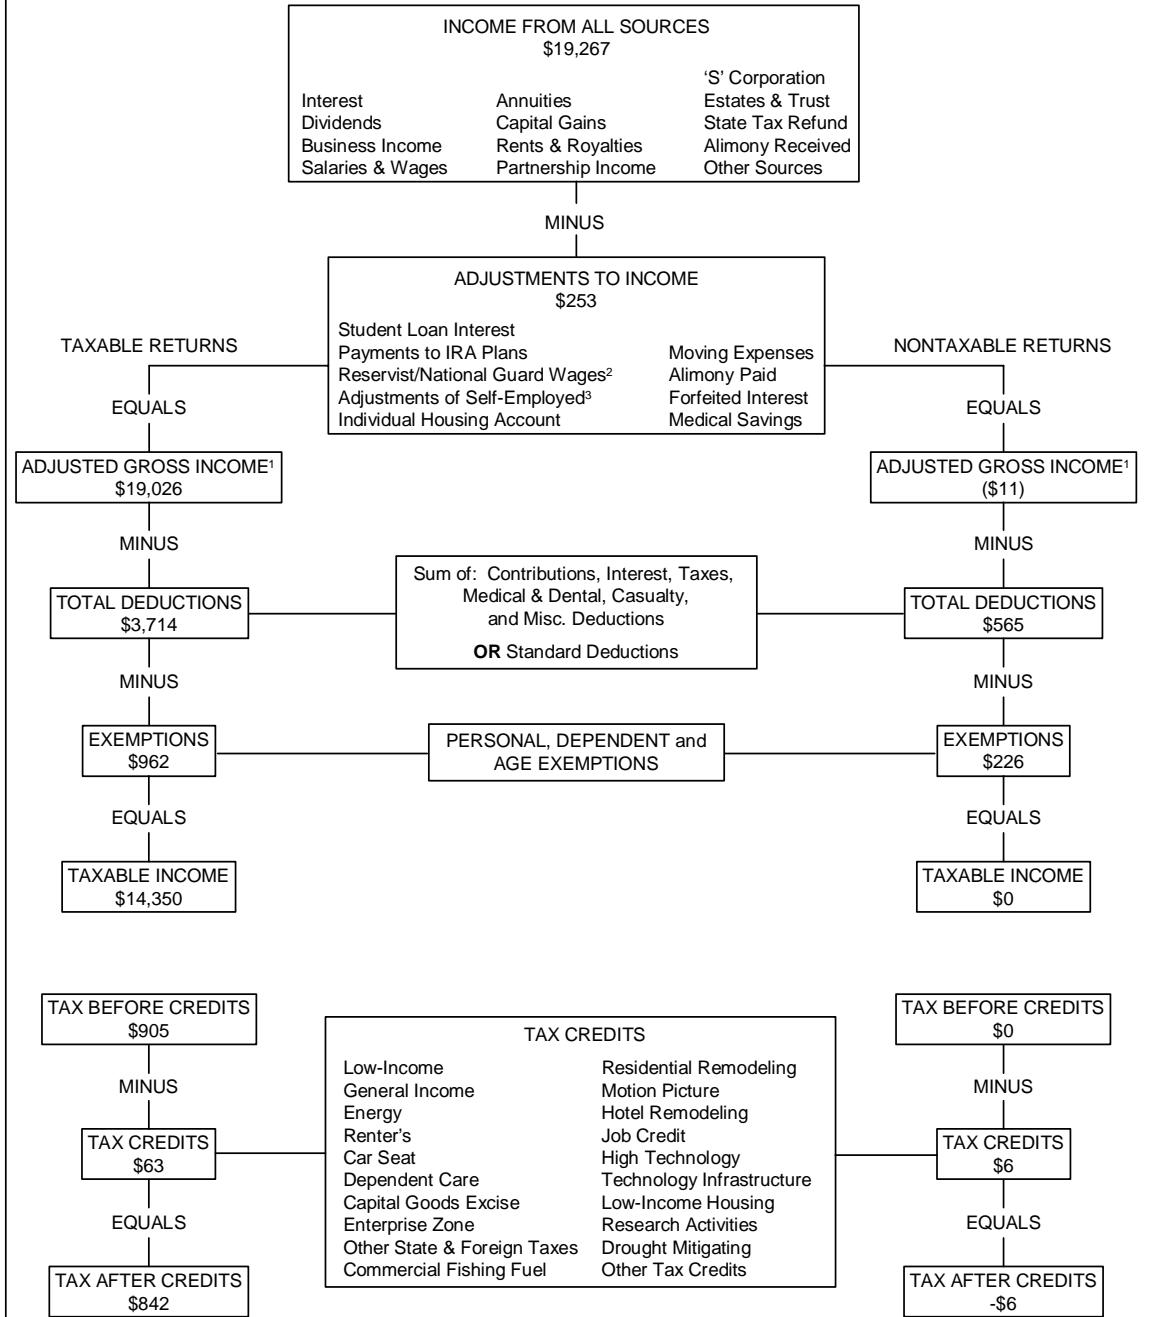 INCOME FROM ALL SOURCES
$19,267
‘S’ Corporation
Interest Annuities Estates & Trust
Dividends Capital Gains State Tax Refund
Business Income Rents & Royalties Alimony Received
Salaries & Wages Partnership Income Other Sources
MINUS
ADJUSTMENTS TO INCOME
$253
Student Loan Interest
Payments to IRA Plans Moving Expenses
Reservist/National Guard Wages² Alimony Paid
Adjustments of Self-Employed³ Forfeited Interest
Individual Housing Account Medical Savings
TAXABLE RETURNS NONTAXABLE RETURNS
EQUALS EQUALS
ADJUSTED GROSS INCOME¹ ADJUSTED GROSS INCOME¹
$19,026 ($11)
MINUS MINUS
Sum of: Contributions, Interest, Taxes,
Medical & Dental, Casualty,
and Misc. Deductions
OR Standard Deductions
TOTAL DEDUCTIONS TOTAL DEDUCTIONS
$3,714 $565
MINUS MINUS
EXEMPTIONS PERSONAL, DEPENDENT and EXEMPTIONS
$962 AGE EXEMPTIONS $226
EQUALS EQUALS
TAXABLE INCOME TAXABLE INCOME
$14,350 $0
TAX BEFORE CREDITS TAX BEFORE CREDITS
$905 $0
MINUS MINUS
TAX CREDITS
Low-Income Residential Remodeling
General Income Motion Picture
Energy Hotel Remodeling
Renter's Job Credit
Car Seat High Technology
Dependent Care Technology Infrastructure
Capital Goods Excise Low-Income Housing
Enterprise Zone Research Activities
Other State & Foreign Taxes Drought Mitigating
Commercial Fishing Fuel Other Tax Credits
TAX CREDITS TAX CREDITS
$63 $6
EQUALS EQUALS
TAX AFTER CREDITS TAX AFTER CREDITS
$842 -$6